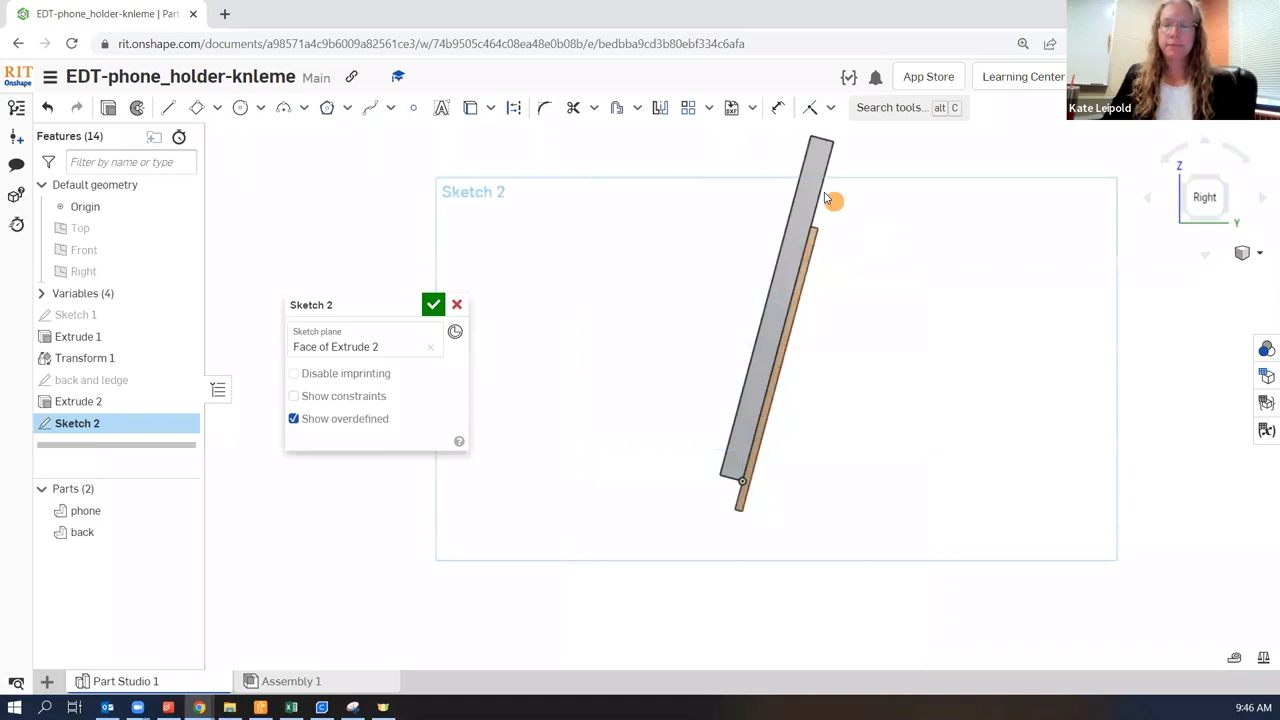 EDT-phone_holder-knleme | Part
rit.onshape.com/documents/a98571a4c9b6009a82561ce3/w/74b9505c464c08ea48e0b08b/e/bedbba9cd3b80ebf334c6afa
RIT
Onshape
EDT-phone_holder-knleme Main
App Store
Learning Center
Kate Leipold
Search tools... alt C
Features (14)
Filter by name or type
Default geometry
Origin
Top
Front
Right
Variables (4)
Sketch 1
Extrude 1
Transform 1
back and ledge
Extrude 2
Sketch 2
Parts (2)
phone
back
Sketch 2
Sketch 2
Sketch plane
Face of Extrude 2
Disable imprinting
Show constraints
Show overdefined
Z
Right
Y
Part Studio 1
Assembly 1
9:46 AM